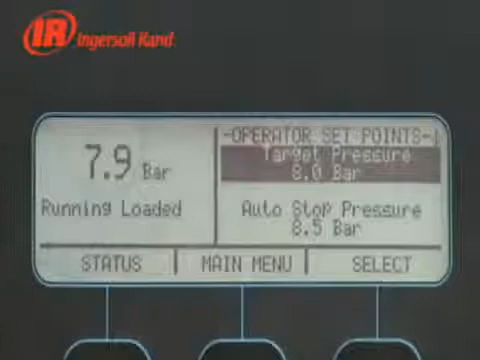 IR Ingersoll Rand
-OPERATOR SET POINTS-
Target Pressure
8.0 Bar
7.9 Bar
Running Loaded
Auto Stop Pressure
8.5 Bar
STATUS
MAIN MENU
SELECT